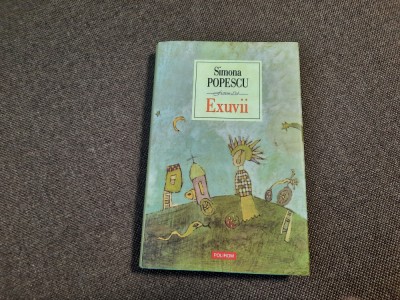 Simona
POPESCU
Exuvii
POLIROM